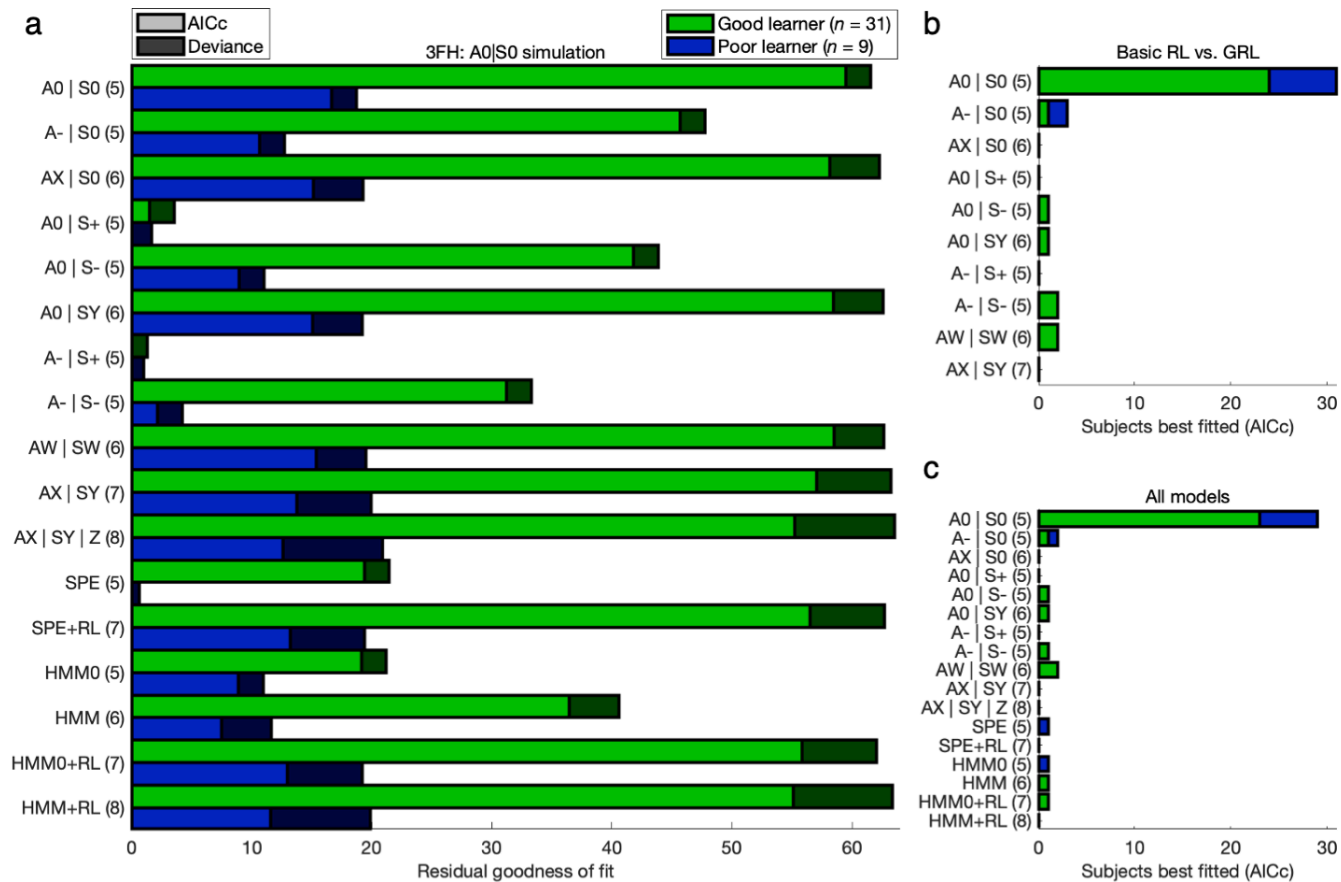 a
AICc
Deviance
3FH: A0|S0 simulation
Good learner (n = 31)
Poor learner (n = 9)
A0 | S0 (5)
A- | S0 (5)
AX | S0 (6)
A0 | S+ (5)
A0 | S- (5)
A0 | SY (6)
A- | S+ (5)
A- | S- (5)
AW | SW (6)
AX | SY (7)
AX | SY | Z (8)
SPE (5)
SPE+RL (7)
HMM0 (5)
HMM (6)
HMM0+RL (7)
HMM+RL (8)
0 10 20 30 40 50 60
Residual goodness of fit
b
Basic RL vs. GRL
A0 | S0 (5)
A- | S0 (5)
AX | S0 (6)
A0 | S+ (5)
A0 | S- (5)
A0 | SY (6)
A- | S+ (5)
A- | S- (5)
AW | SW (6)
AX | SY (7)
0 10 20 30
Subjects best fitted (AICc)
c
All models
A0 | S0 (5)
A- | S0 (5)
AX | S0 (6)
A0 | S+ (5)
A0 | S- (5)
A0 | SY (6)
A- | S+ (5)
A- | S- (5)
AW | SW (6)
AX | SY (7)
AX | SY | Z (8)
SPE (5)
SPE+RL (7)
HMM0 (5)
HMM (6)
HMM0+RL (7)
HMM+RL (8)
0 10 20 30
Subjects best fitted (AICc)